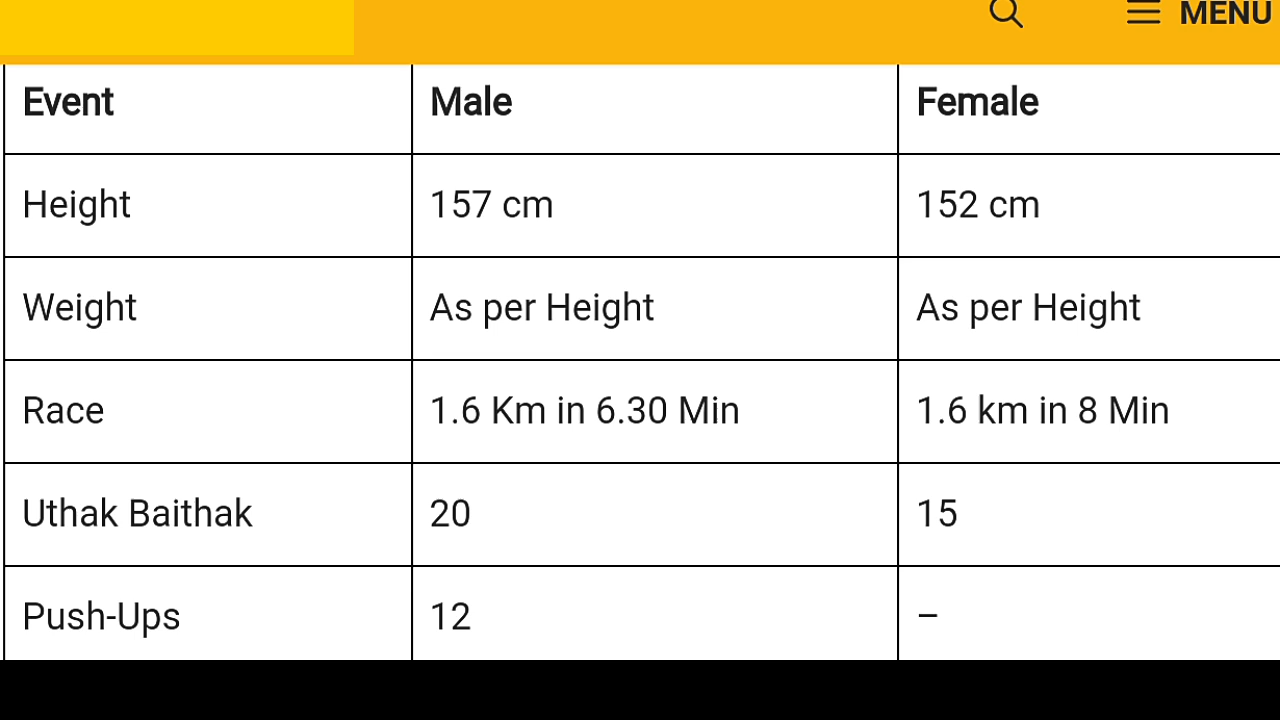 MENU
Event Male Female
Height 157 cm 152 cm
Weight As per Height As per Height
Race 1.6 Km in 6.30 Min 1.6 km in 8 Min
Uthak Baithak 20 15
Push-Ups 12 –